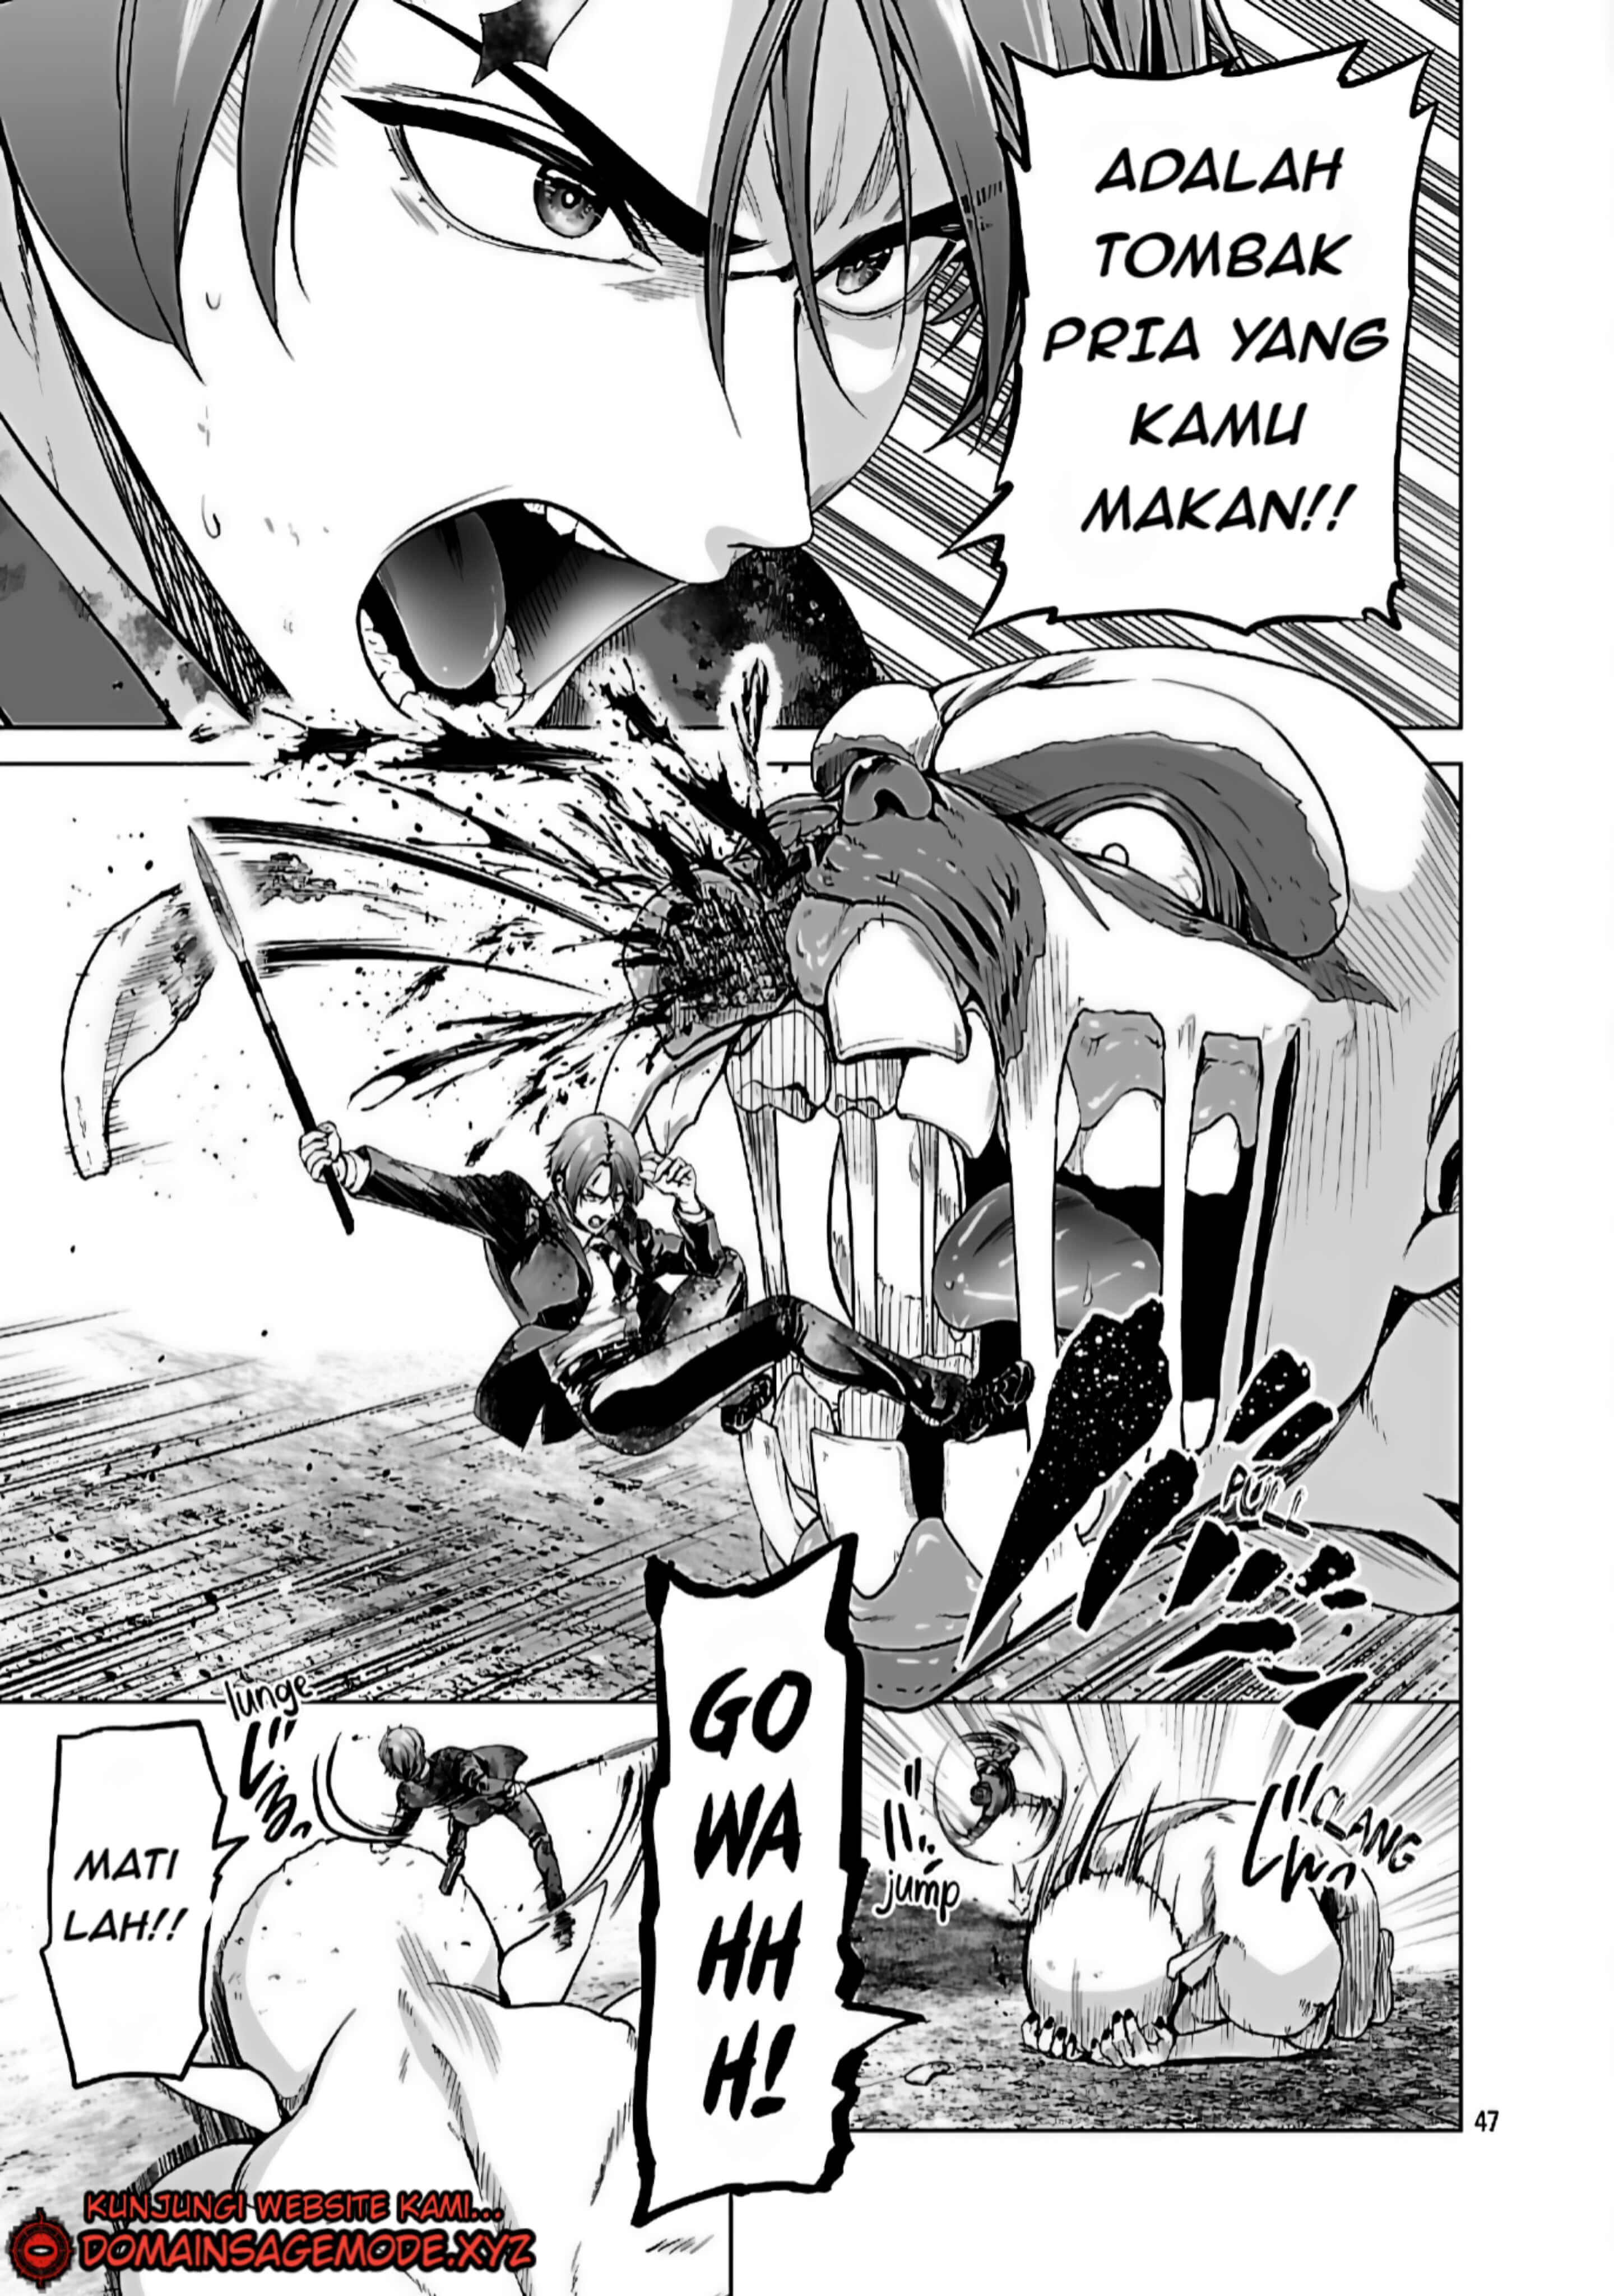 ADALAH
TOMBAK
PRIA YANG
KAMU
MAKAN!!
PULL
GO
WA
HH
H!
CLANG
jump
lunge
MATI
LAH!!
47
KUNJUNGI WEBSITE KAMI...
DOMAINSAGEMODE.XYZ